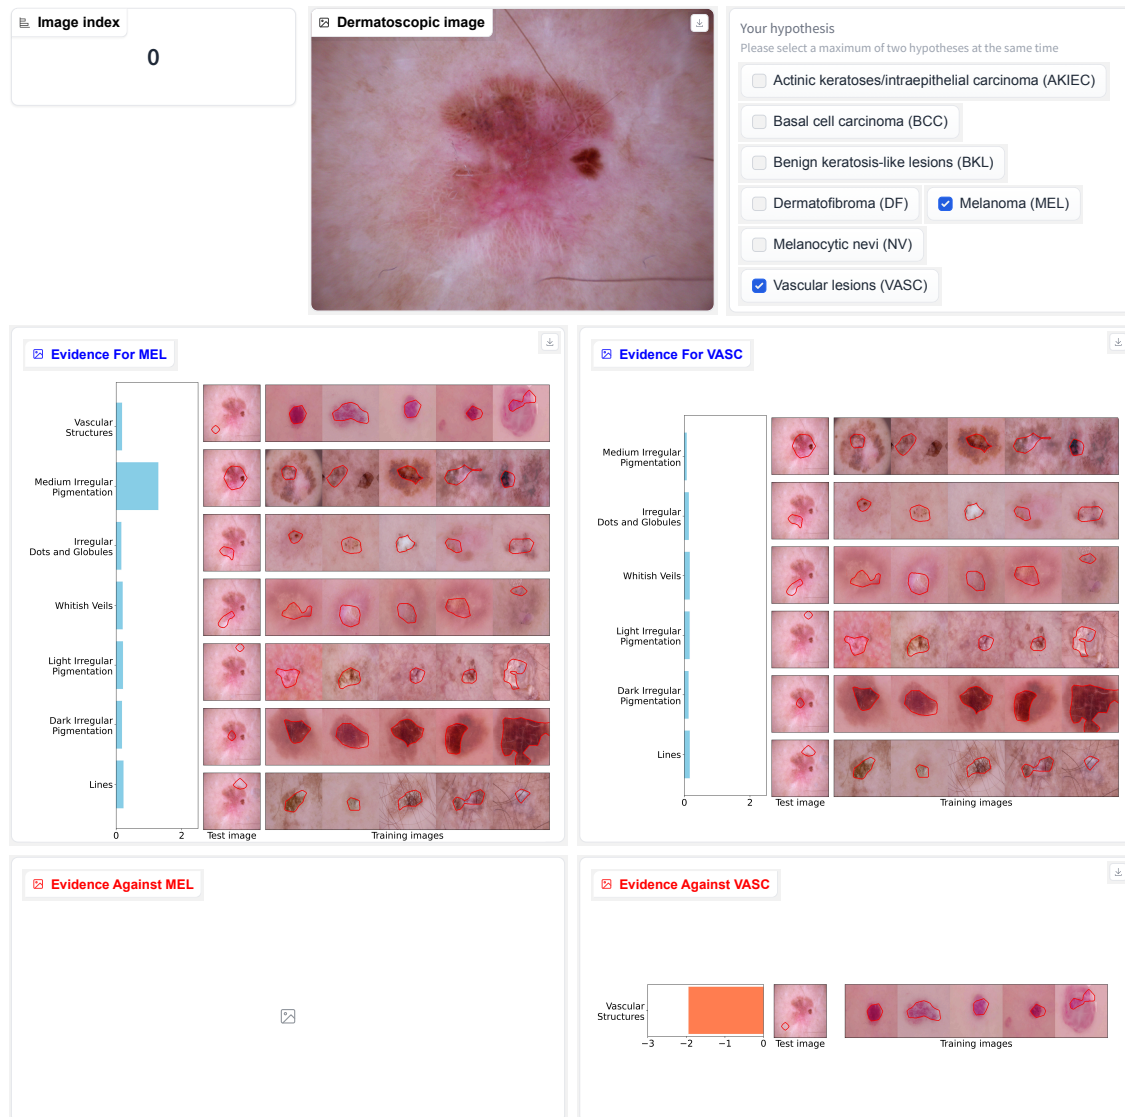 Image index
0
Dermatoscopic image
Your hypothesis
Please select a maximum of two hypotheses at the same time
Actinic keratoses/intraepithelial carcinoma (AKIEC)
Basal cell carcinoma (BCC)
Benign keratosis-like lesions (BKL)
Dermatofibroma (DF)
Melanoma (MEL)
Melanocytic nevi (NV)
Vascular lesions (VASC)
Evidence For MEL
Vascular
Structures
Medium Irregular
Pigmentation
Irregular
Dots and Globules
Whitish Veils
Light Irregular
Pigmentation
Dark Irregular
Pigmentation
Lines
0 2
Test image
Training images
Evidence For VASC
Medium Irregular
Pigmentation
Irregular
Dots and Globules
Whitish Veils
Light Irregular
Pigmentation
Dark Irregular
Pigmentation
Lines
0 2
Test image
Training images
Evidence Against MEL
Evidence Against VASC
Vascular
Structures
−3 −2 −1 0
Test image
Training images